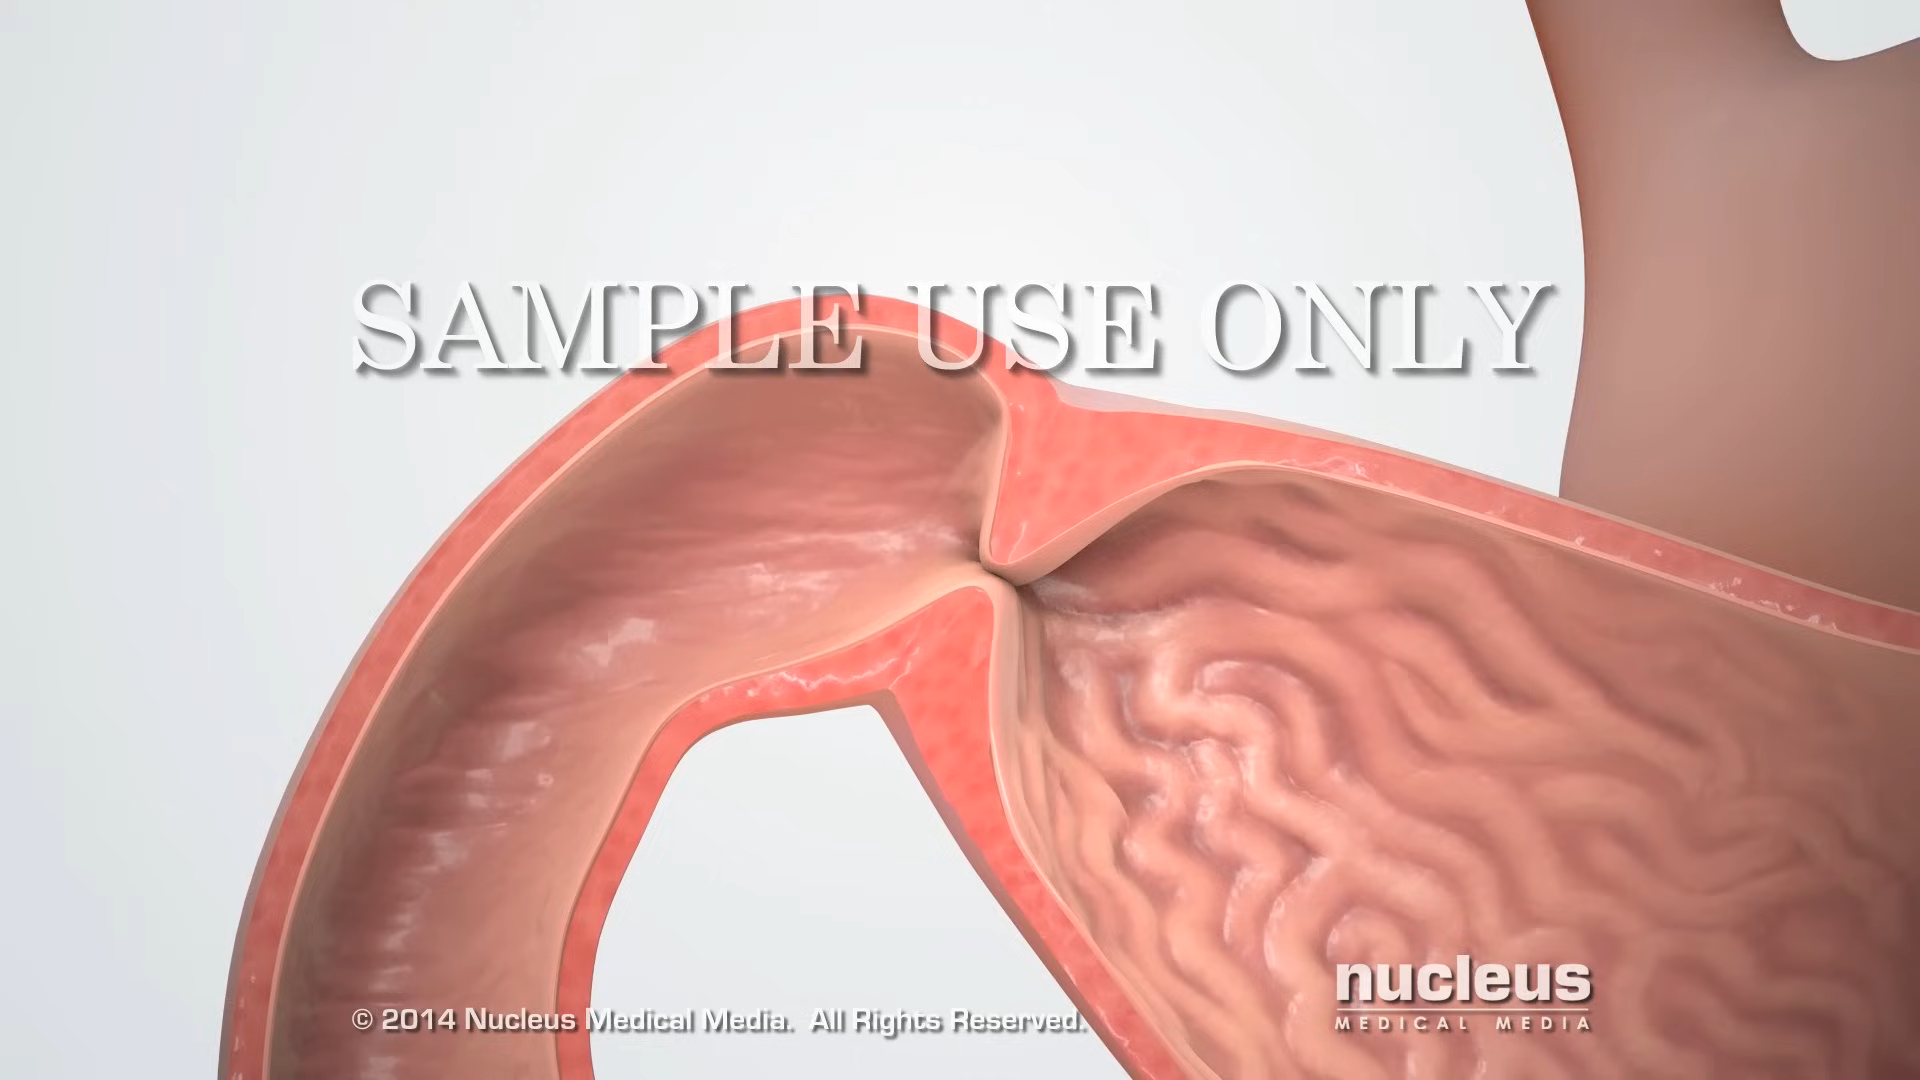 SAMPLE USE ONLY
nucleus
MEDICAL MEDIA
© 2014 Nucleus Medical Media. All Rights Reserved.